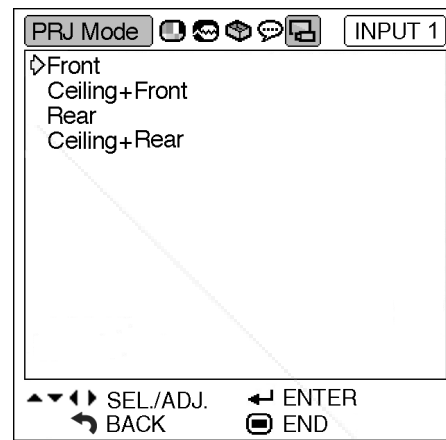 PRJ Mode INPUT 1
Front
Ceiling+Front
Rear
Ceiling+Rear
SEL./ADJ. ENTER
BACK END